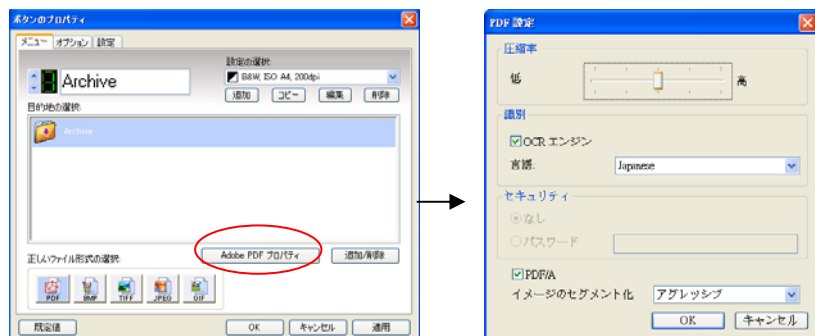 ボタンのプロパティ
メニュー オプション 設定
Archive
設定の選択:
B&W, ISO A4, 200dpi
追加 コピー 編集 削除
目的地の選択:
Archive
Adobe PDF プロパティ 追加/削除
正しいファイル形式の選択:
PDF BMP TIFF JPEG GIF
既定値 OK キャンセル 適用
PDF 設定
圧縮率
低 高
識別
OCR エンジン
言語: Japanese
セキュリティ
なし
パスワード
PDF/A
イメージのセグメント化 アグレッシブ
OK キャンセル